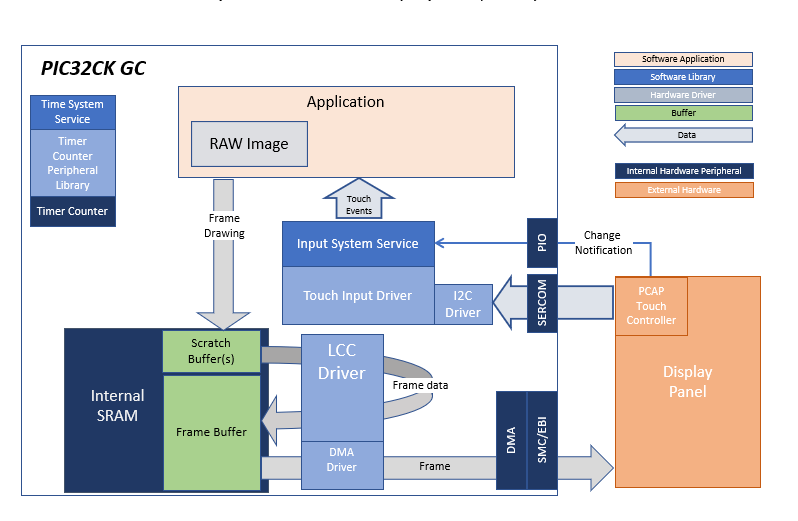 PIC32CK GC
Time System
Service
Timer
Counter
Peripheral
Library
Timer Counter
Application
RAW Image
Software Application
Software Library
Hardware Driver
Buffer
Data
Internal Hardware Peripheral
External Hardware
Touch
Events
Frame
Drawing
Input System Service
Touch Input Driver
I2C
Driver
PIO
SERCOM
Change
Notification
PCAP
Touch
Controller
Display
Panel
Internal
SRAM
Scratch
Buffer(s)
Frame Buffer
LCC
Driver
Frame data
DMA
Driver
Frame
DMA
SMC/EBI